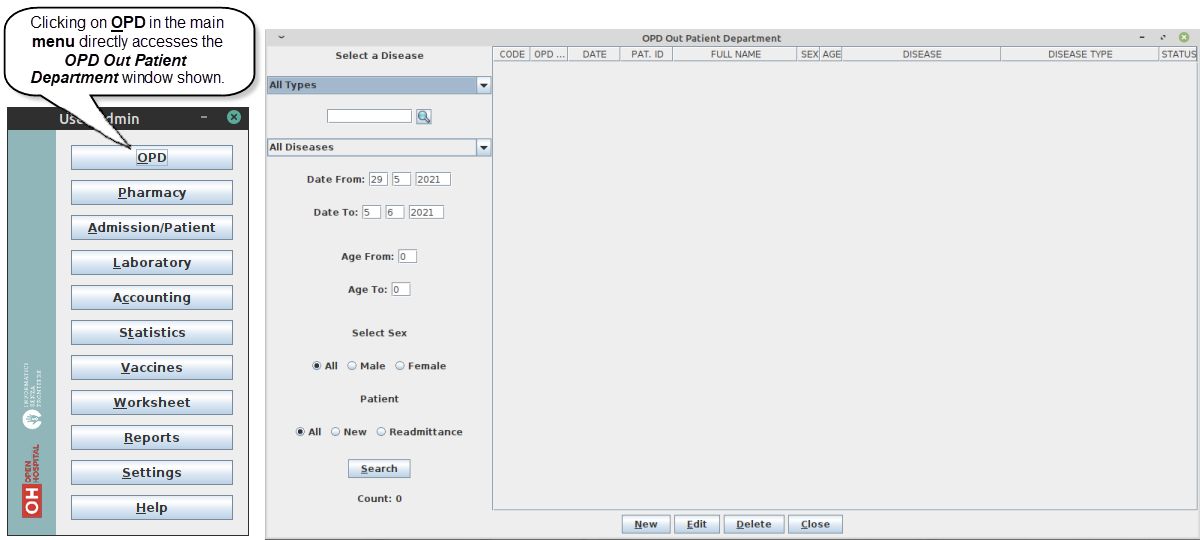 Clicking on OPD in the main
menu directly accesses the
OPD Out Patient
Department window shown.
OPD
Pharmacy
Admission/Patient
Laboratory
Accounting
Statistics
Vaccines
Worksheet
Reports
Settings
Help
INFORMATICI
SENZA
FRONTIERE
OH OPEN
HOSPITAL
OPD Out Patient Department
Select a Disease
All Types
All Diseases
Date From: 29 5 2021
Date To: 5 6 2021
Age From: 0
Age To: 0
Select Sex
All Male Female
Patient
All New Readmittance
Search
Count: 0
CODE OPD ... DATE PAT. ID FULL NAME SEX AGE DISEASE DISEASE TYPE STATUS
New Edit Delete Close